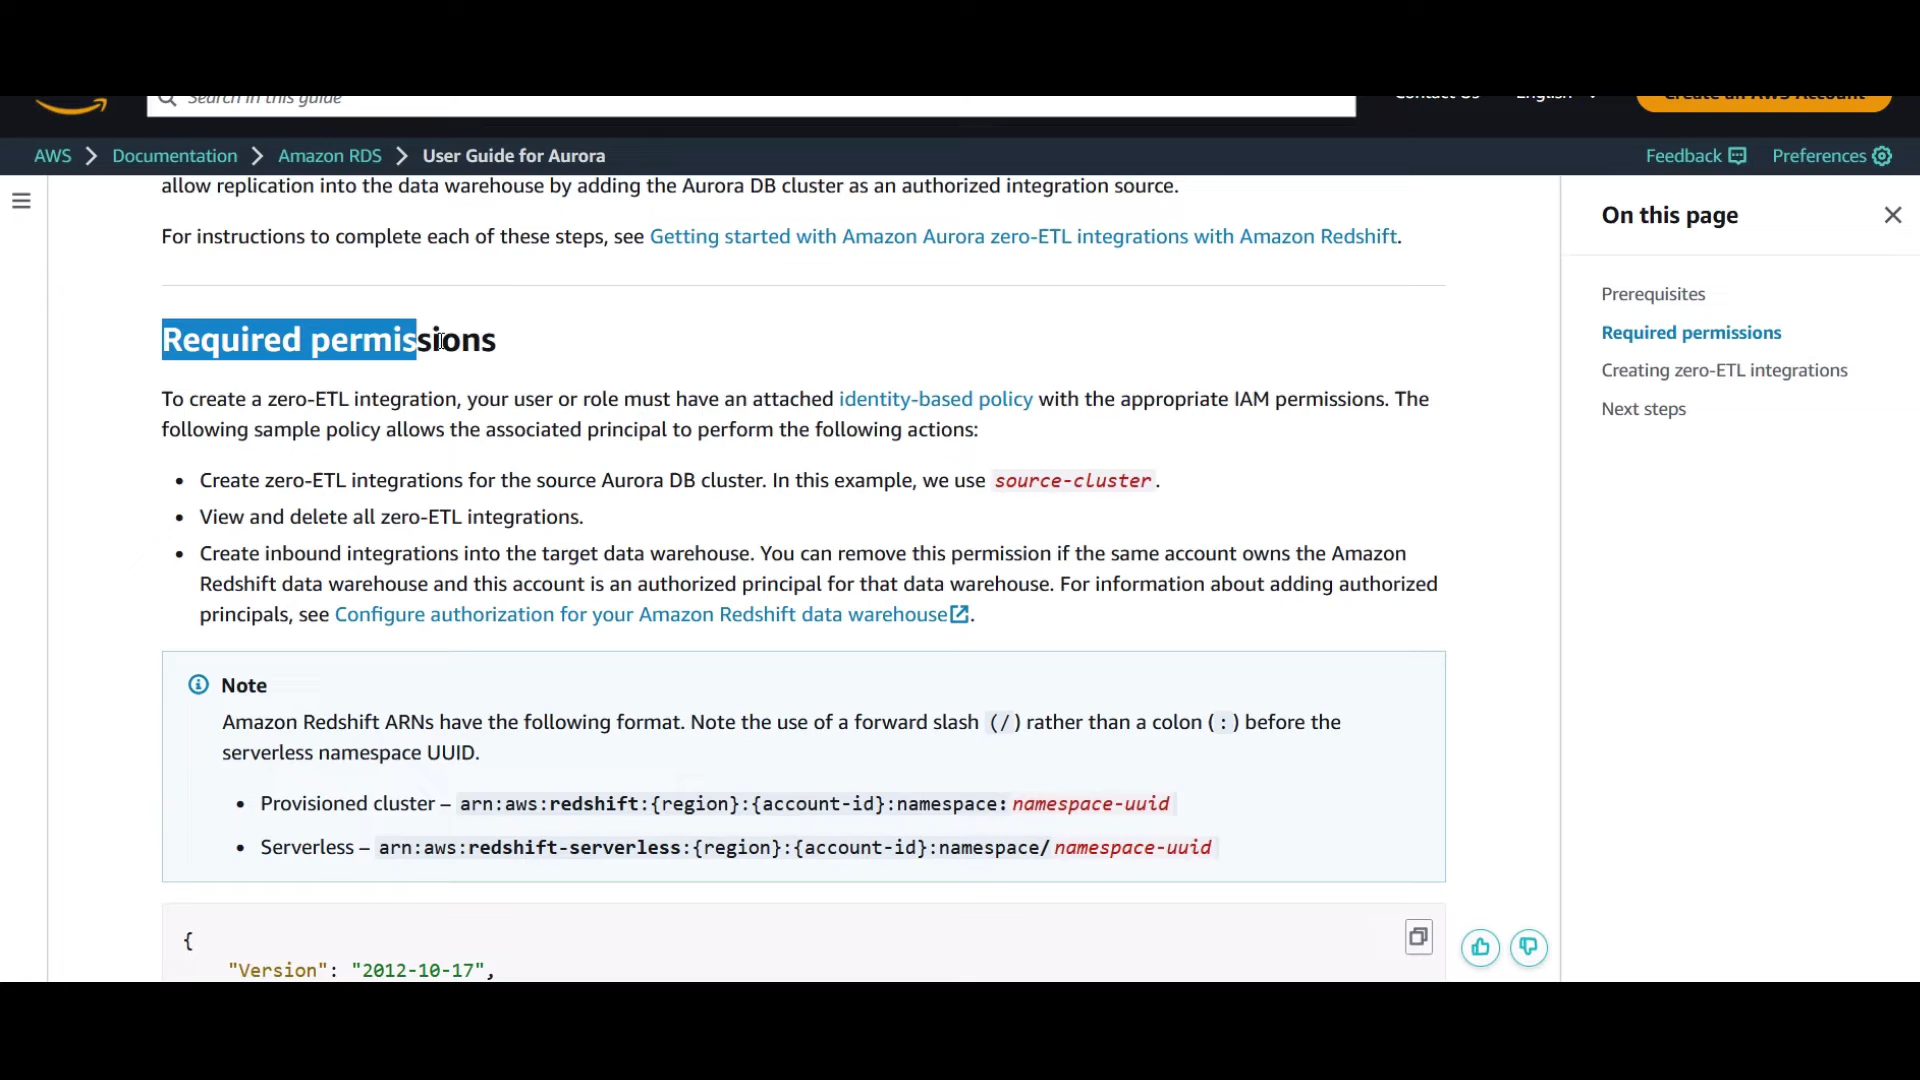 Search in this guide
Contact Us English Create an AWS Account
AWS Documentation Amazon RDS User Guide for Aurora Feedback Preferences
allow replication into the data warehouse by adding the Aurora DB cluster as an authorized integration source.
For instructions to complete each of these steps, see Getting started with Amazon Aurora zero-ETL integrations with Amazon Redshift.
Required permissions
To create a zero-ETL integration, your user or role must have an attached identity-based policy with the appropriate IAM permissions. The
following sample policy allows the associated principal to perform the following actions:
• Create zero-ETL integrations for the source Aurora DB cluster. In this example, we use source-cluster.
• View and delete all zero-ETL integrations.
• Create inbound integrations into the target data warehouse. You can remove this permission if the same account owns the Amazon
Redshift data warehouse and this account is an authorized principal for that data warehouse. For information about adding authorized
principals, see Configure authorization for your Amazon Redshift data warehouse.
Note
Amazon Redshift ARNs have the following format. Note the use of a forward slash (/) rather than a colon (:) before the
serverless namespace UUID.
• Provisioned cluster – arn:aws:redshift:{region}:{account-id}:namespace:namespace-uuid
• Serverless – arn:aws:redshift-serverless:{region}:{account-id}:namespace/namespace-uuid
{
"Version": "2012-10-17",
On this page
Prerequisites
Required permissions
Creating zero-ETL integrations
Next steps